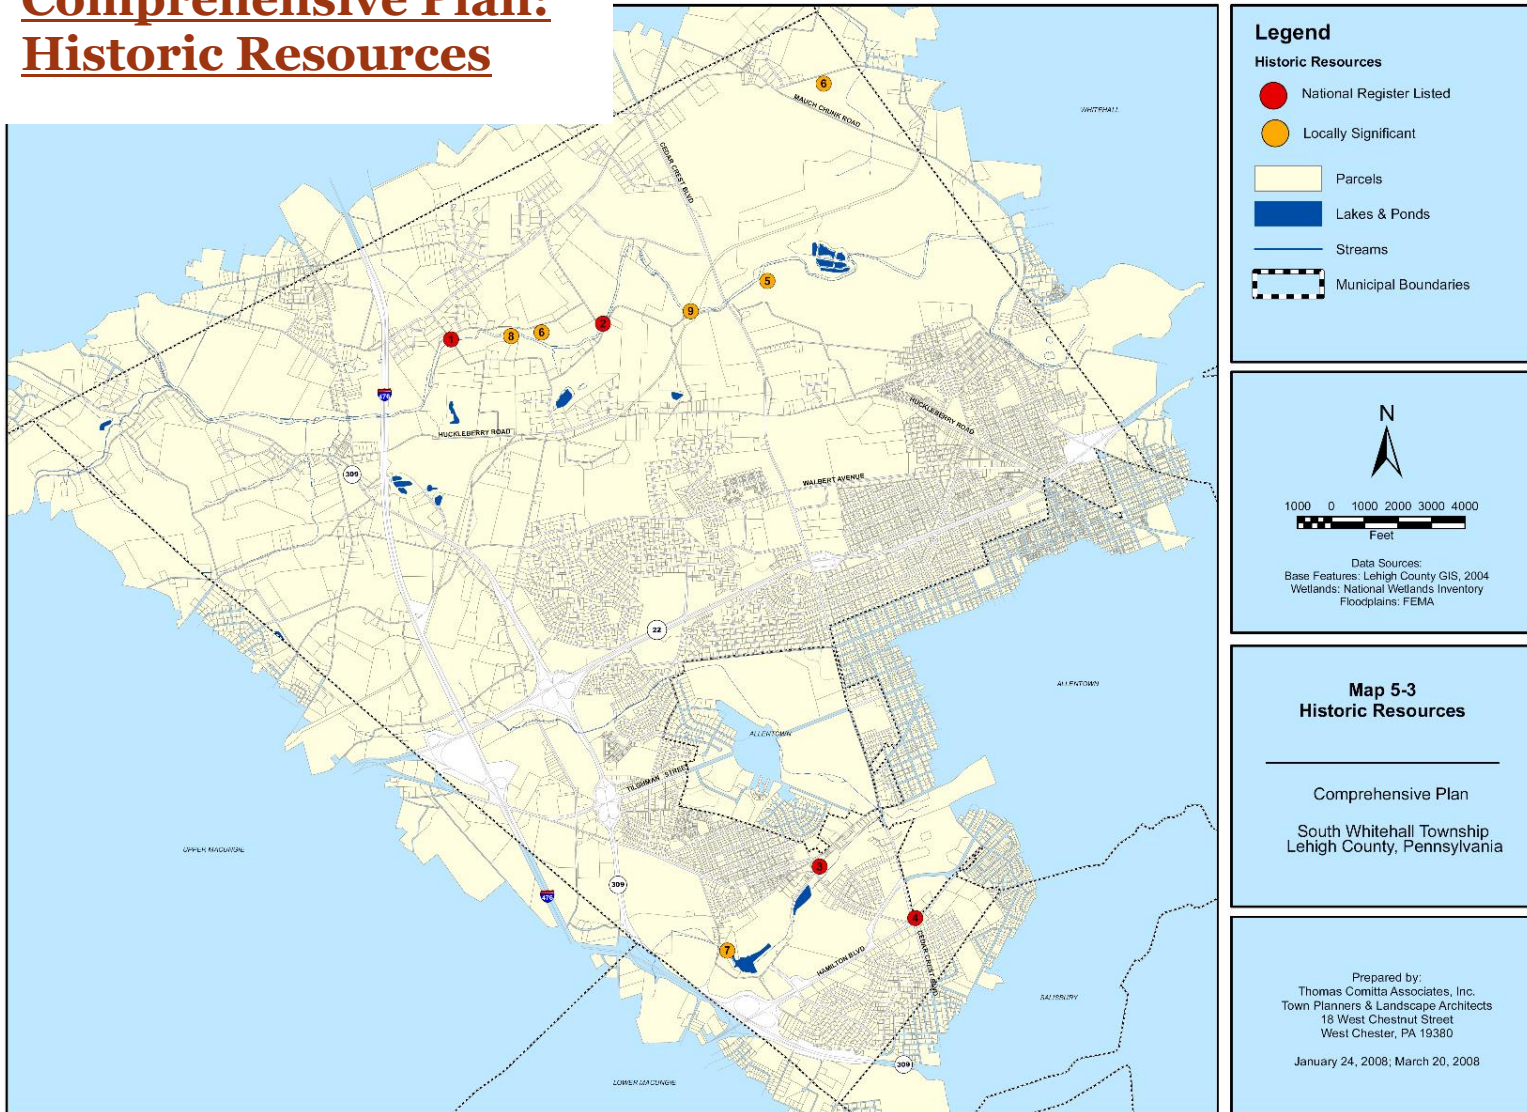 Comprehensive Plan:
Historic Resources
6
MAUCH CHUNK ROAD
WHITEHALL
CEDAR CREST BLVD
5
9
2
6
8
1
476
HUCKLEBERRY ROAD
HUCKLEBERRY ROAD
309
WALBERT AVENUE
22
ALLENTOWN
ALLENTOWN
TILGHMAN STREET
UPPER MACUNGIE
3
309
476
4
7
CEDAR CREST BLVD
HAMILTON BLVD
SALISBURY
309
LOWER MACUNGIE
Legend
Historic Resources
National Register Listed
Locally Significant
Parcels
Lakes & Ponds
Streams
Municipal Boundaries
N
1000 0 1000 2000 3000 4000
Feet
Data Sources:
Base Features: Lehigh County GIS, 2004
Wetlands: National Wetlands Inventory
Floodplains: FEMA
Map 5-3
Historic Resources
Comprehensive Plan
South Whitehall Township
Lehigh County, Pennsylvania
Prepared by:
Thomas Comitta Associates, Inc.
Town Planners & Landscape Architects
18 West Chestnut Street
West Chester, PA 19380
January 24, 2008; March 20, 2008